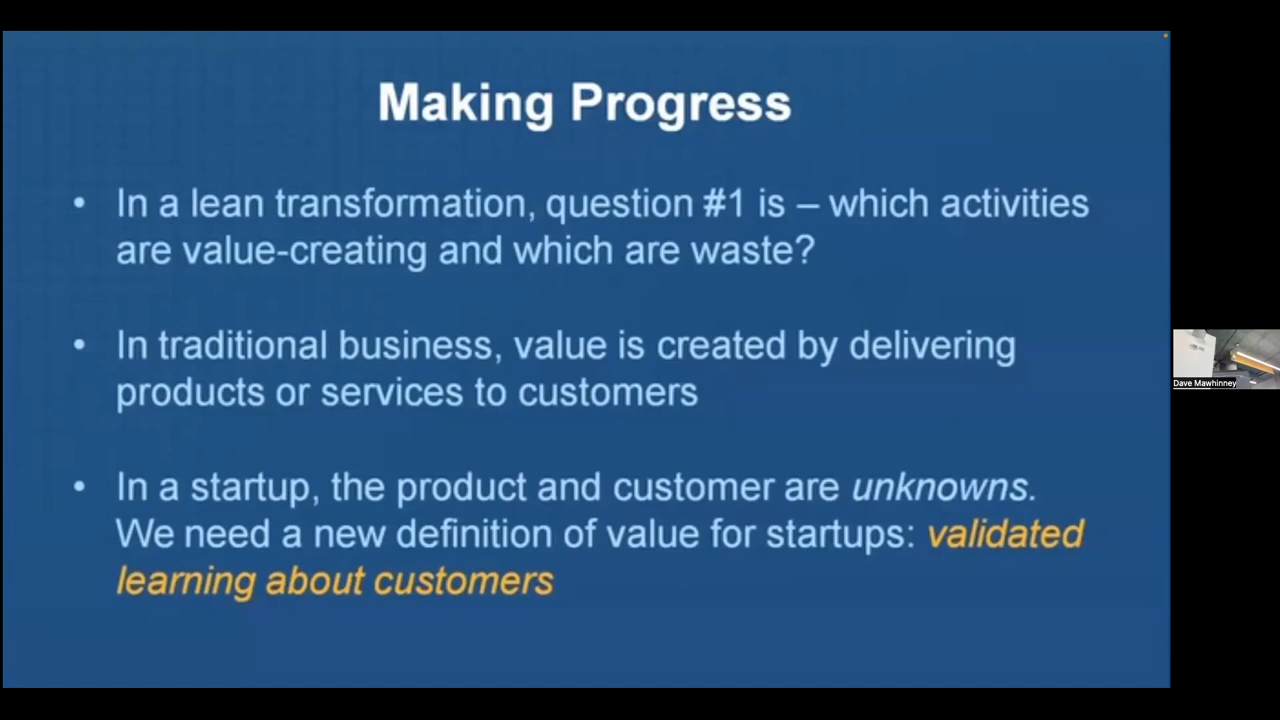 Making Progress
• In a lean transformation, question #1 is – which activities
are value-creating and which are waste?
• In traditional business, value is created by delivering
products or services to customers
• In a startup, the product and customer are unknowns.
We need a new definition of value for startups: validated
learning about customers
Dave Mawhinney